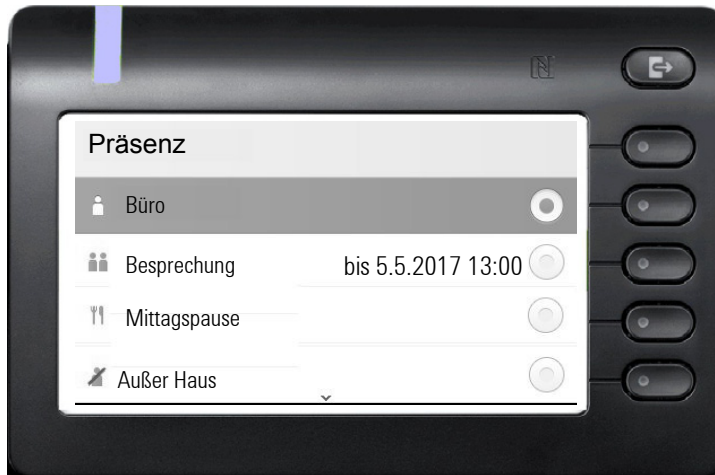 Präsenz
Büro
Besprechung bis 5.5.2017 13:00
Mittagspause
Außer Haus